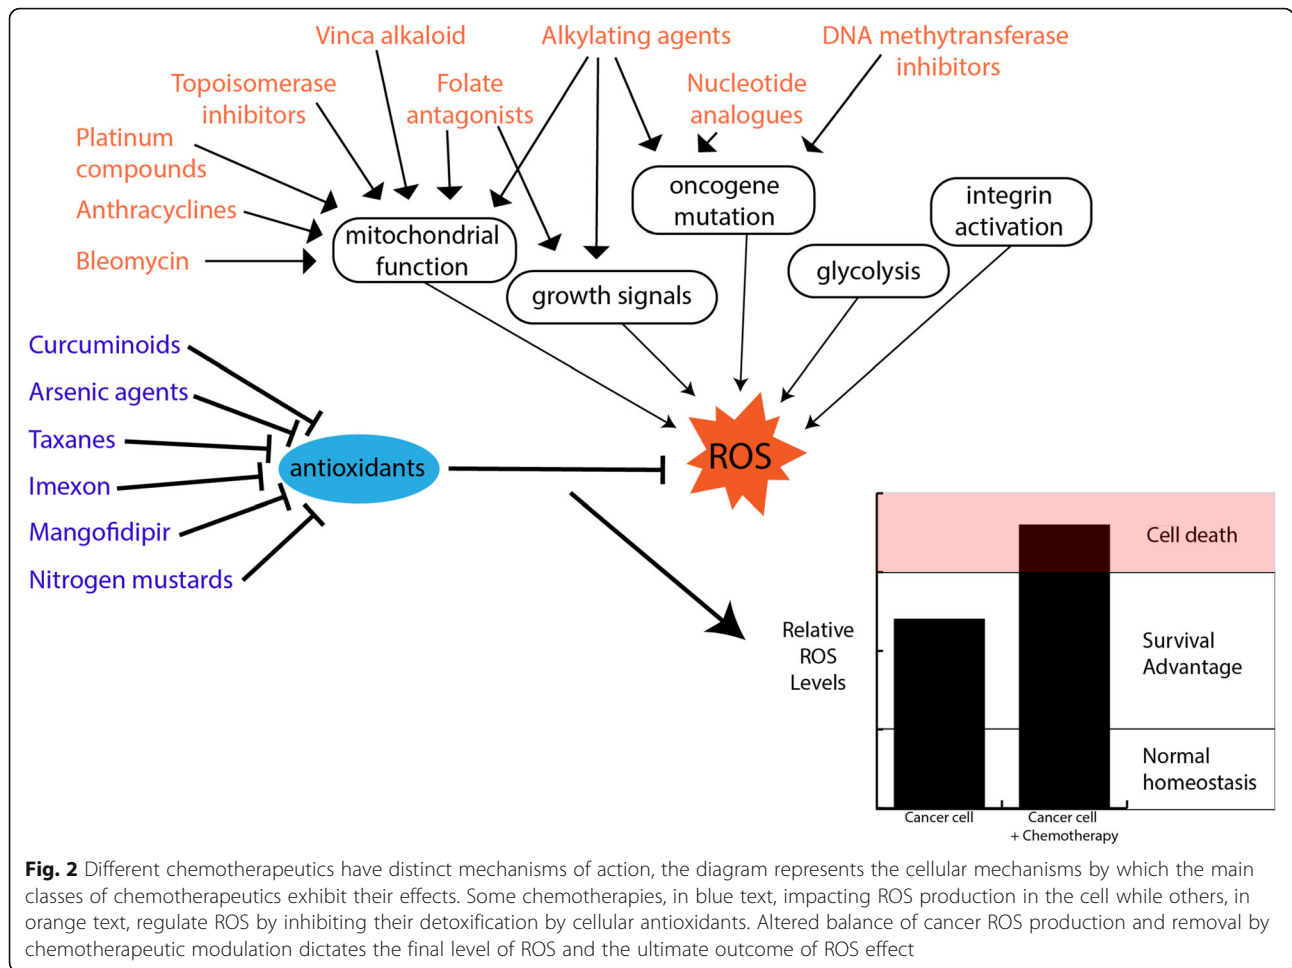 Vinca alkaloid
Alkylating agents
DNA methytransferase
inhibitors
Topoisomerase
inhibitors
Folate
antagonists
Nucleotide
analogues
Platinum
compounds
Anthracyclines
Bleomycin
mitochondrial
function
growth signals
oncogene
mutation
glycolysis
integrin
activation
Curcuminoids
Arsenic agents
Taxanes
Imexon
Mangofidipir
Nitrogen mustards
antioxidants
ROS
Relative
ROS
Levels
Cell death
Survival
Advantage
Normal
homeostasis
Cancer cell
Cancer cell
+ Chemotherapy
Fig. 2 Different chemotherapeutics have distinct mechanisms of action, the diagram represents the cellular mechanisms by which the main
classes of chemotherapeutics exhibit their effects. Some chemotherapies, in blue text, impacting ROS production in the cell while others, in
orange text, regulate ROS by inhibiting their detoxification by cellular antioxidants. Altered balance of cancer ROS production and removal by
chemotherapeutic modulation dictates the final level of ROS and the ultimate outcome of ROS effect